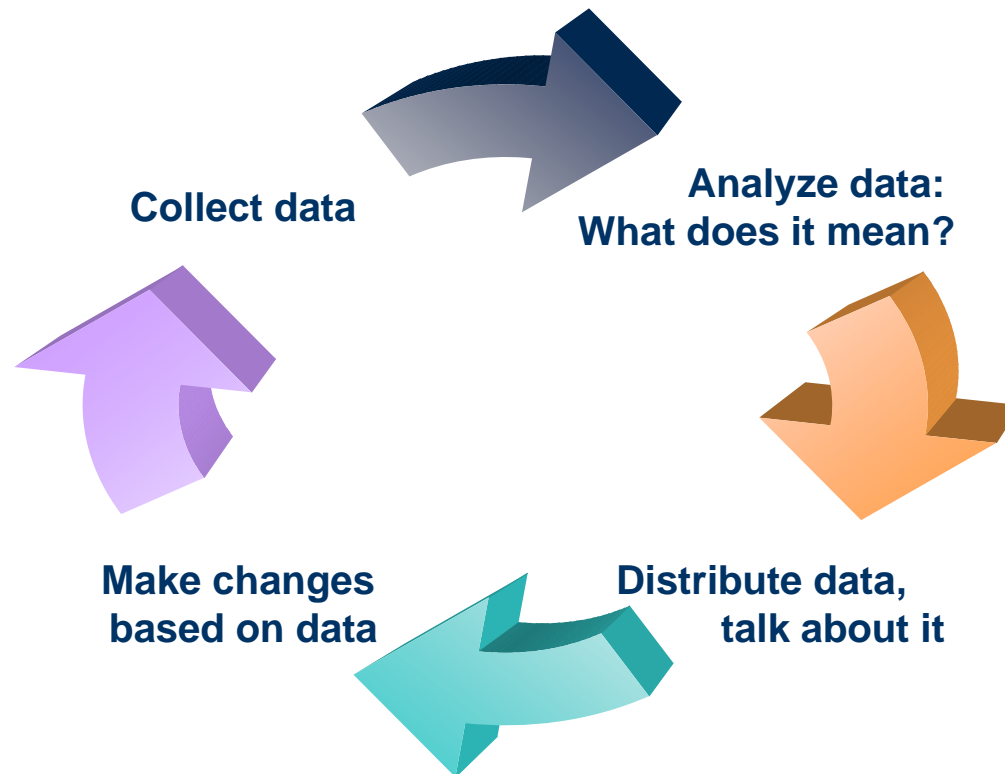 Collect data
Analyze data:
What does it mean?
Distribute data,
talk about it
Make changes
based on data